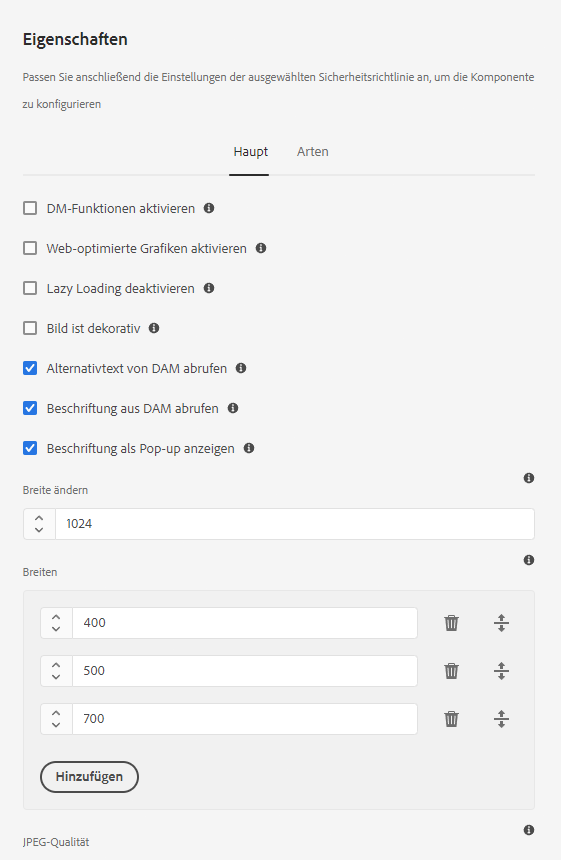 Eigenschaften
Passen Sie anschließend die Einstellungen der ausgewählten Sicherheitsrichtlinie an, um die Komponente
zu konfigurieren
Haupt Arten
DM-Funktionen aktivieren
Web-optimierte Grafiken aktivieren
Lazy Loading deaktivieren
Bild ist dekorativ
Alternativtext von DAM abrufen
Beschriftung aus DAM abrufen
Beschriftung als Pop-up anzeigen
Breite ändern
1024
Breiten
400
500
700
Hinzufügen
JPEG-Qualität